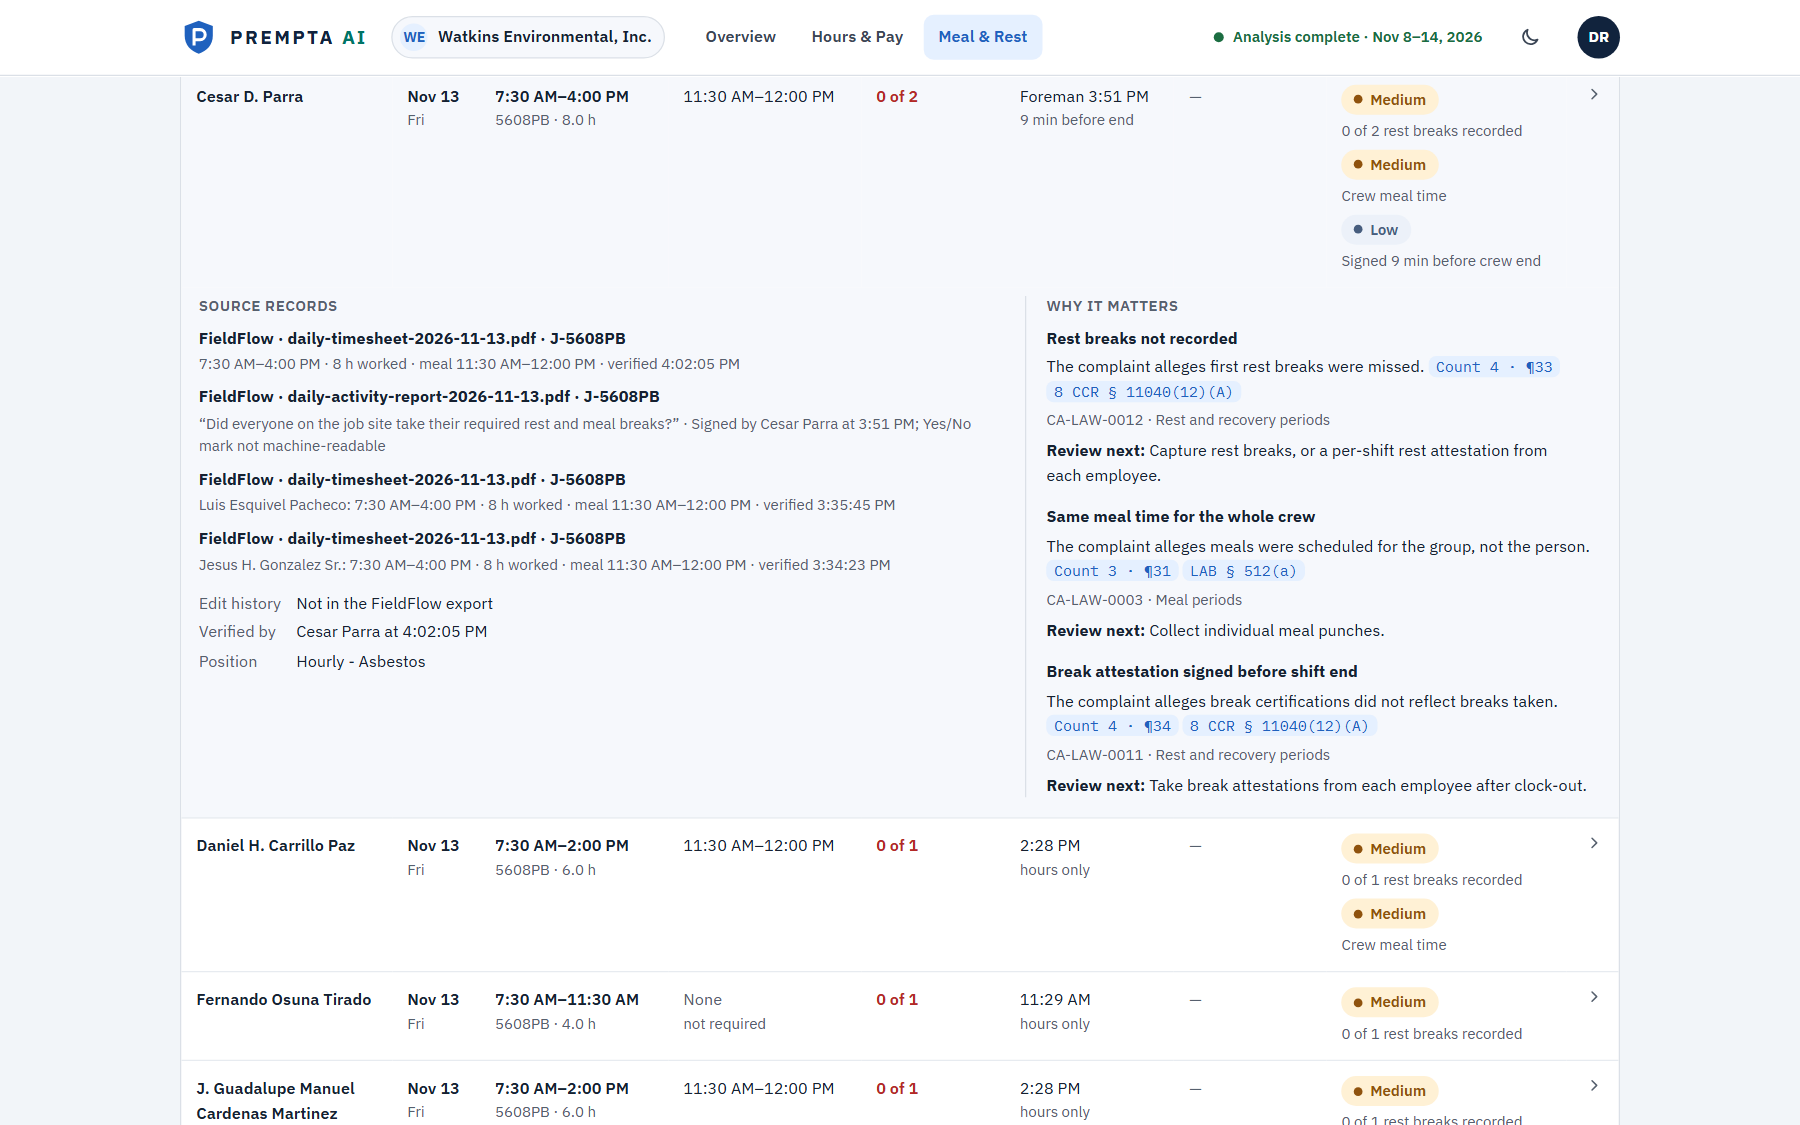 PREMPTA AI
WE Watkins Environmental, Inc.
Overview
Hours & Pay
Meal & Rest
Analysis complete · Nov 8–14, 2026
DR
Cesar D. Parra
Nov 13
Fri
7:30 AM–4:00 PM
5608PB · 8.0 h
11:30 AM–12:00 PM
0 of 2
Foreman 3:51 PM
9 min before end
—
Medium
0 of 2 rest breaks recorded
Medium
Crew meal time
Low
Signed 9 min before crew end
SOURCE RECORDS
FieldFlow · daily-timesheet-2026-11-13.pdf · J-5608PB
7:30 AM–4:00 PM · 8 h worked · meal 11:30 AM–12:00 PM · verified 4:02:05 PM
FieldFlow · daily-activity-report-2026-11-13.pdf · J-5608PB
“Did everyone on the job site take their required rest and meal breaks?” · Signed by Cesar Parra at 3:51 PM; Yes/No
mark not machine-readable
FieldFlow · daily-timesheet-2026-11-13.pdf · J-5608PB
Luis Esquivel Pacheco: 7:30 AM–4:00 PM · 8 h worked · meal 11:30 AM–12:00 PM · verified 3:35:45 PM
FieldFlow · daily-timesheet-2026-11-13.pdf · J-5608PB
Jesus H. Gonzalez Sr.: 7:30 AM–4:00 PM · 8 h worked · meal 11:30 AM–12:00 PM · verified 3:34:23 PM
Edit history Not in the FieldFlow export
Verified by Cesar Parra at 4:02:05 PM
Position Hourly - Asbestos
WHY IT MATTERS
Rest breaks not recorded
The complaint alleges first rest breaks were missed. Count 4 · ¶33
8 CCR § 11040(12)(A)
CA-LAW-0012 · Rest and recovery periods
Review next: Capture rest breaks, or a per-shift rest attestation from
each employee.
Same meal time for the whole crew
The complaint alleges meals were scheduled for the group, not the person.
Count 3 · ¶31 LAB § 512(a)
CA-LAW-0003 · Meal periods
Review next: Collect individual meal punches.
Break attestation signed before shift end
The complaint alleges break certifications did not reflect breaks taken.
Count 4 · ¶34 8 CCR § 11040(12)(A)
CA-LAW-0011 · Rest and recovery periods
Review next: Take break attestations from each employee after clock-out.
Daniel H. Carrillo Paz
Nov 13
Fri
7:30 AM–2:00 PM
5608PB · 6.0 h
11:30 AM–12:00 PM
0 of 1
2:28 PM
hours only
—
Medium
0 of 1 rest breaks recorded
Medium
Crew meal time
Fernando Osuna Tirado
Nov 13
Fri
7:30 AM–11:30 AM
5608PB · 4.0 h
None
not required
0 of 1
11:29 AM
hours only
—
Medium
0 of 1 rest breaks recorded
J. Guadalupe Manuel
Cardenas Martinez
Nov 13
Fri
7:30 AM–2:00 PM
5608PB · 6.0 h
11:30 AM–12:00 PM
0 of 1
2:28 PM
hours only
—
Medium
0 of 1 rest breaks recorded